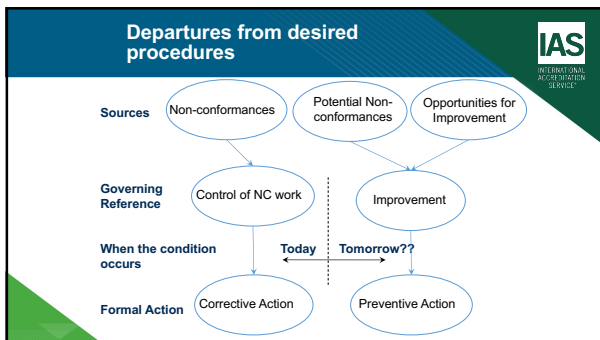 Departures from desired
procedures
IAS
INTERNATIONAL
ACCREDITATION
SERVICE®
Sources
Non-conformances
Potential Non-
conformances
Opportunities for
Improvement
Governing
Reference
Control of NC work
Improvement
When the condition
occurs
Today
Tomorrow??
Formal Action
Corrective Action
Preventive Action